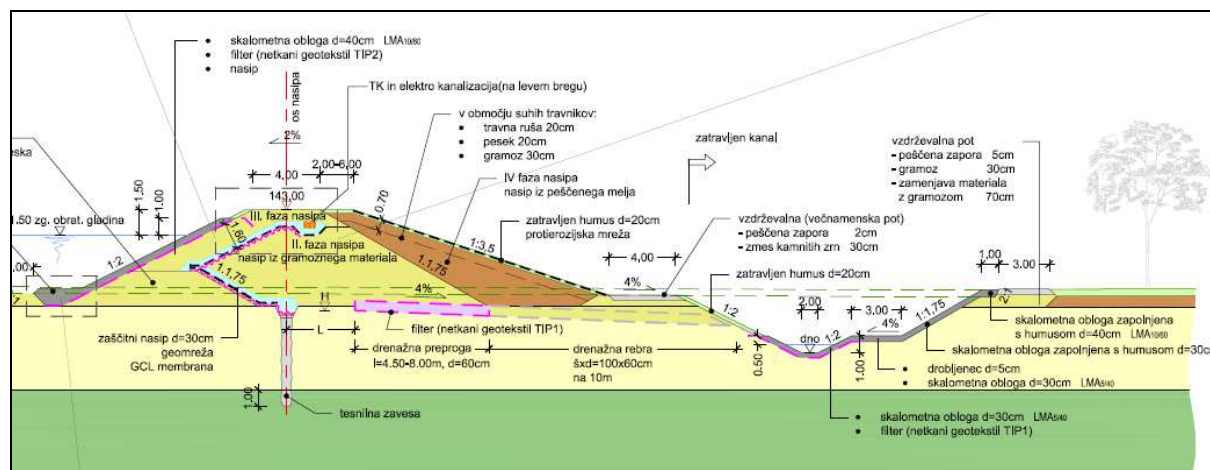 skalometna obloga d=40cm LMA10/60
filter (netkani geotekstil TIP2)
nasip
os nasipa
TK in elektro kanalizacija(na levem bregu)
v območju suhih travnikov:
travna ruša 20cm
pesek 20cm
gramoz 30cm
zatravljen kanal
vzdrževalna pot
peščena zapora 5cm
gramoz 30cm
zamenjava materiala
z gramozom 70cm
2%
2,00-6,00
4,00
143,00
IV faza nasipa
nasip iz peščenega melja
0.70
1.50
1.00
III. faza nasipa
zatravljen humus d=20cm
protierozijska mreža
vzdrževalna (večnamenska pot)
peščena zapora 2cm
zmes kamnitih zrn 30cm
1.50 zg. obrat. gladina
1.60
II. faza nasipa
nasip iz gramoznega materiala
1:3,5
1:2
1:1,75
1:1,75
4,00
4%
zatravljen humus d=20cm
1,00
3,00
4%
H
L
1:2
2,00
3,00
2:1
1:1,75
4%
dno
1:2
zaščitni nasip d=30cm
geomreža
GCL membrana
filter (netkani geotekstil TIP1)
drenažna preproga
l=4.50-8.00m, d=60cm
drenažna rebra
šxd=100x60cm
na 10m
0.50
1.00
skalometna obloga zapolnjena
s humusom d=40cm LMA10/60
skalometna obloga zapolnjena s humusom d=30c
drobljenec d=5cm
skalometna obloga d=30cm LMA5/40
1.00
tesnilna zavesa
skalometna obloga d=30cm LMA5/40
filter (netkani geotekstil TIP1)